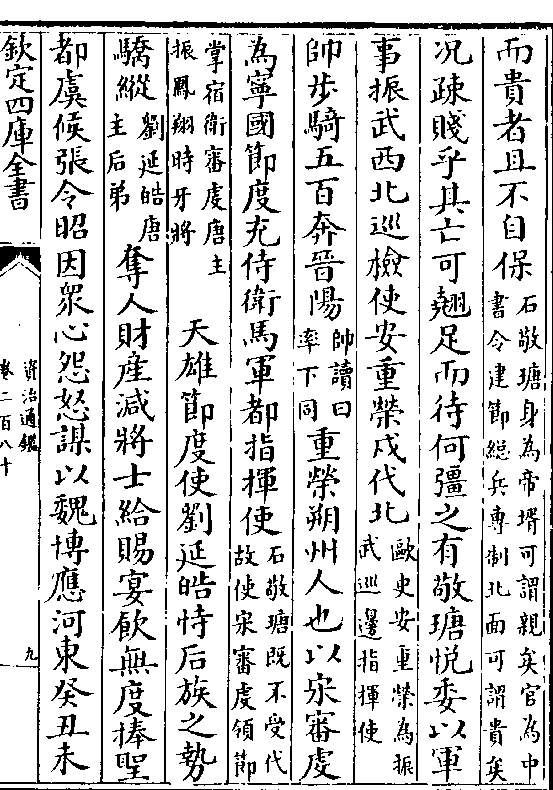 而貴者且不自保石敬瑭身為帝壻可謂親矣官為中書令建節總兵專制北面可謂貴矣
况疎賤乎其亡可翹足而待何彊之有敬瑭悅委以軍
事振武西北巡檢使安重榮戍代北歐史安重榮為振武巡邊指揮使
帥步騎五百奔晉陽帥讀曰率下同重榮朔州人也以宋審虔
為寧國節度充侍衛馬軍都指揮使石敬瑭既不受代故使宋審虔領節
掌宿衛審虔唐主振鳳翔時牙將天雄節度使劉延皓恃后族之勢
驕縱劉延皓唐主后弟奪人財產減將士給賜宴飲無度捧聖
都虞候張令昭因衆心怨怒謀以魏博應河東癸丑未
欽定四庫全書
資治通鑑
卷二百八十
九